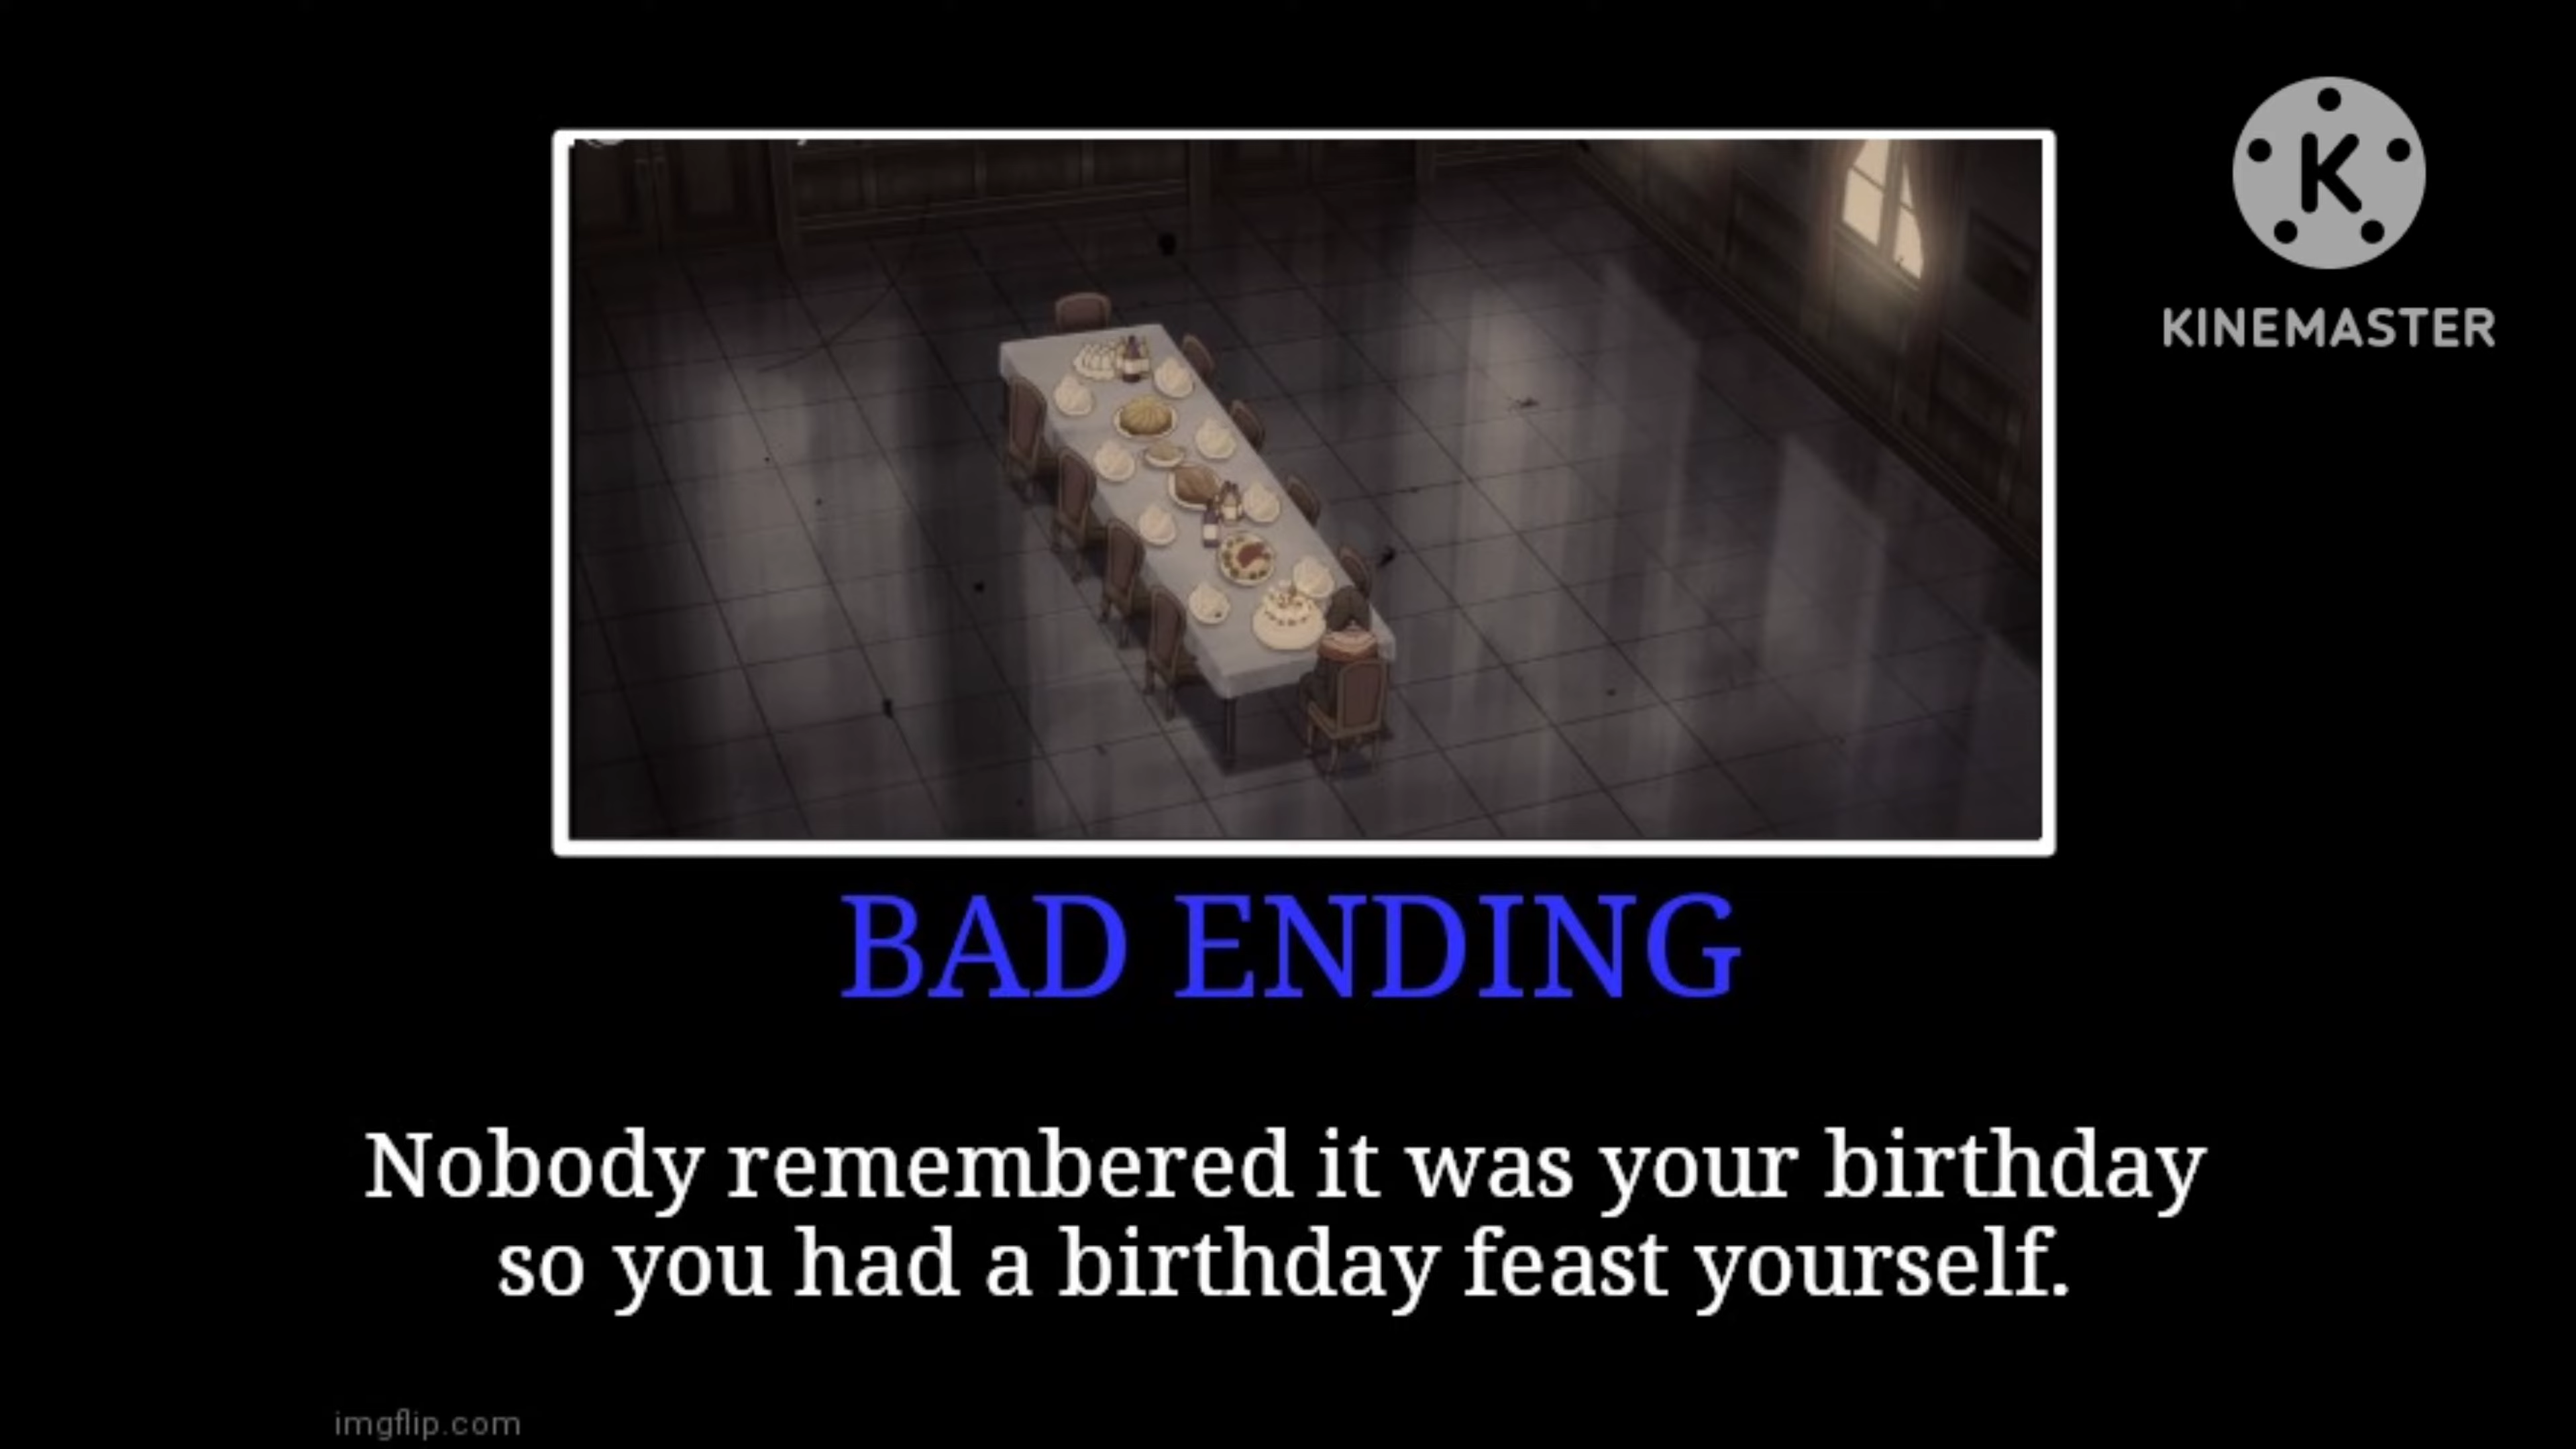 K
KINEMASTER
BAD ENDING
Nobody remembered it was your birthday
so you had a birthday feast yourself.
imgflip.com